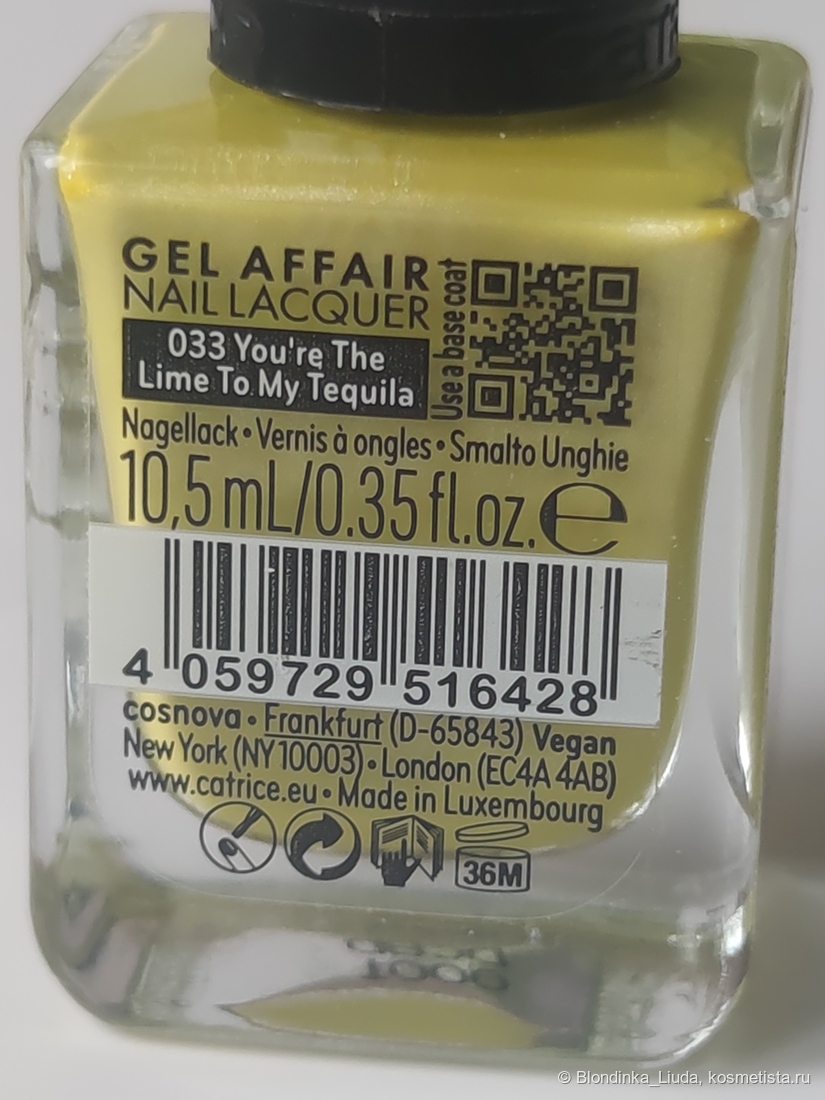 GEL AFFAIR
NAIL LACQUER
033 You're The
Lime To My Tequila
Use a base coat
Nagellack • Vernis à ongles • Smalto Unghie
10,5 mL/0.35 fl.oz. e
4 059729 516428
cosnova • Frankfurt (D-65843) Vegan
New York (NY 10003) • London (EC4A 4AB)
www.catrice.eu • Made in Luxembourg
36M
© Blondinka_Liuda, kosmetista.ru